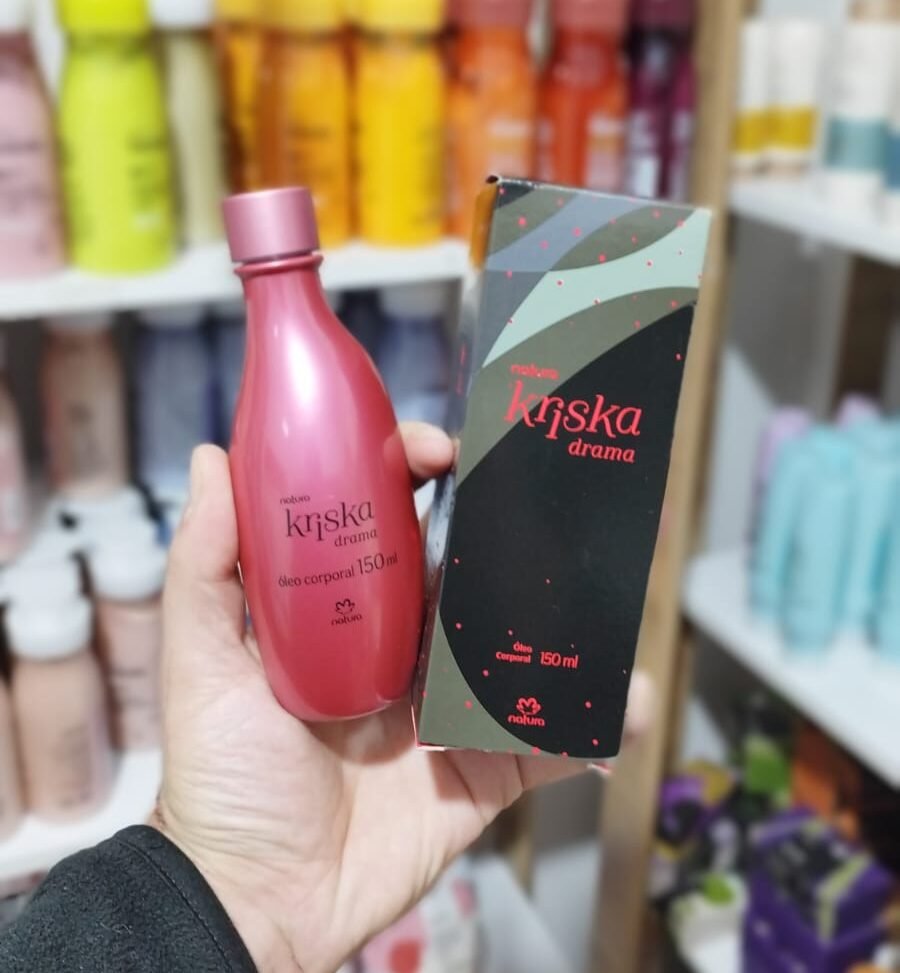 natura
kriska
drama
óleo corporal 150 ml
natura
natura
kriska
drama
Óleo
Corporal 150 ml
natura